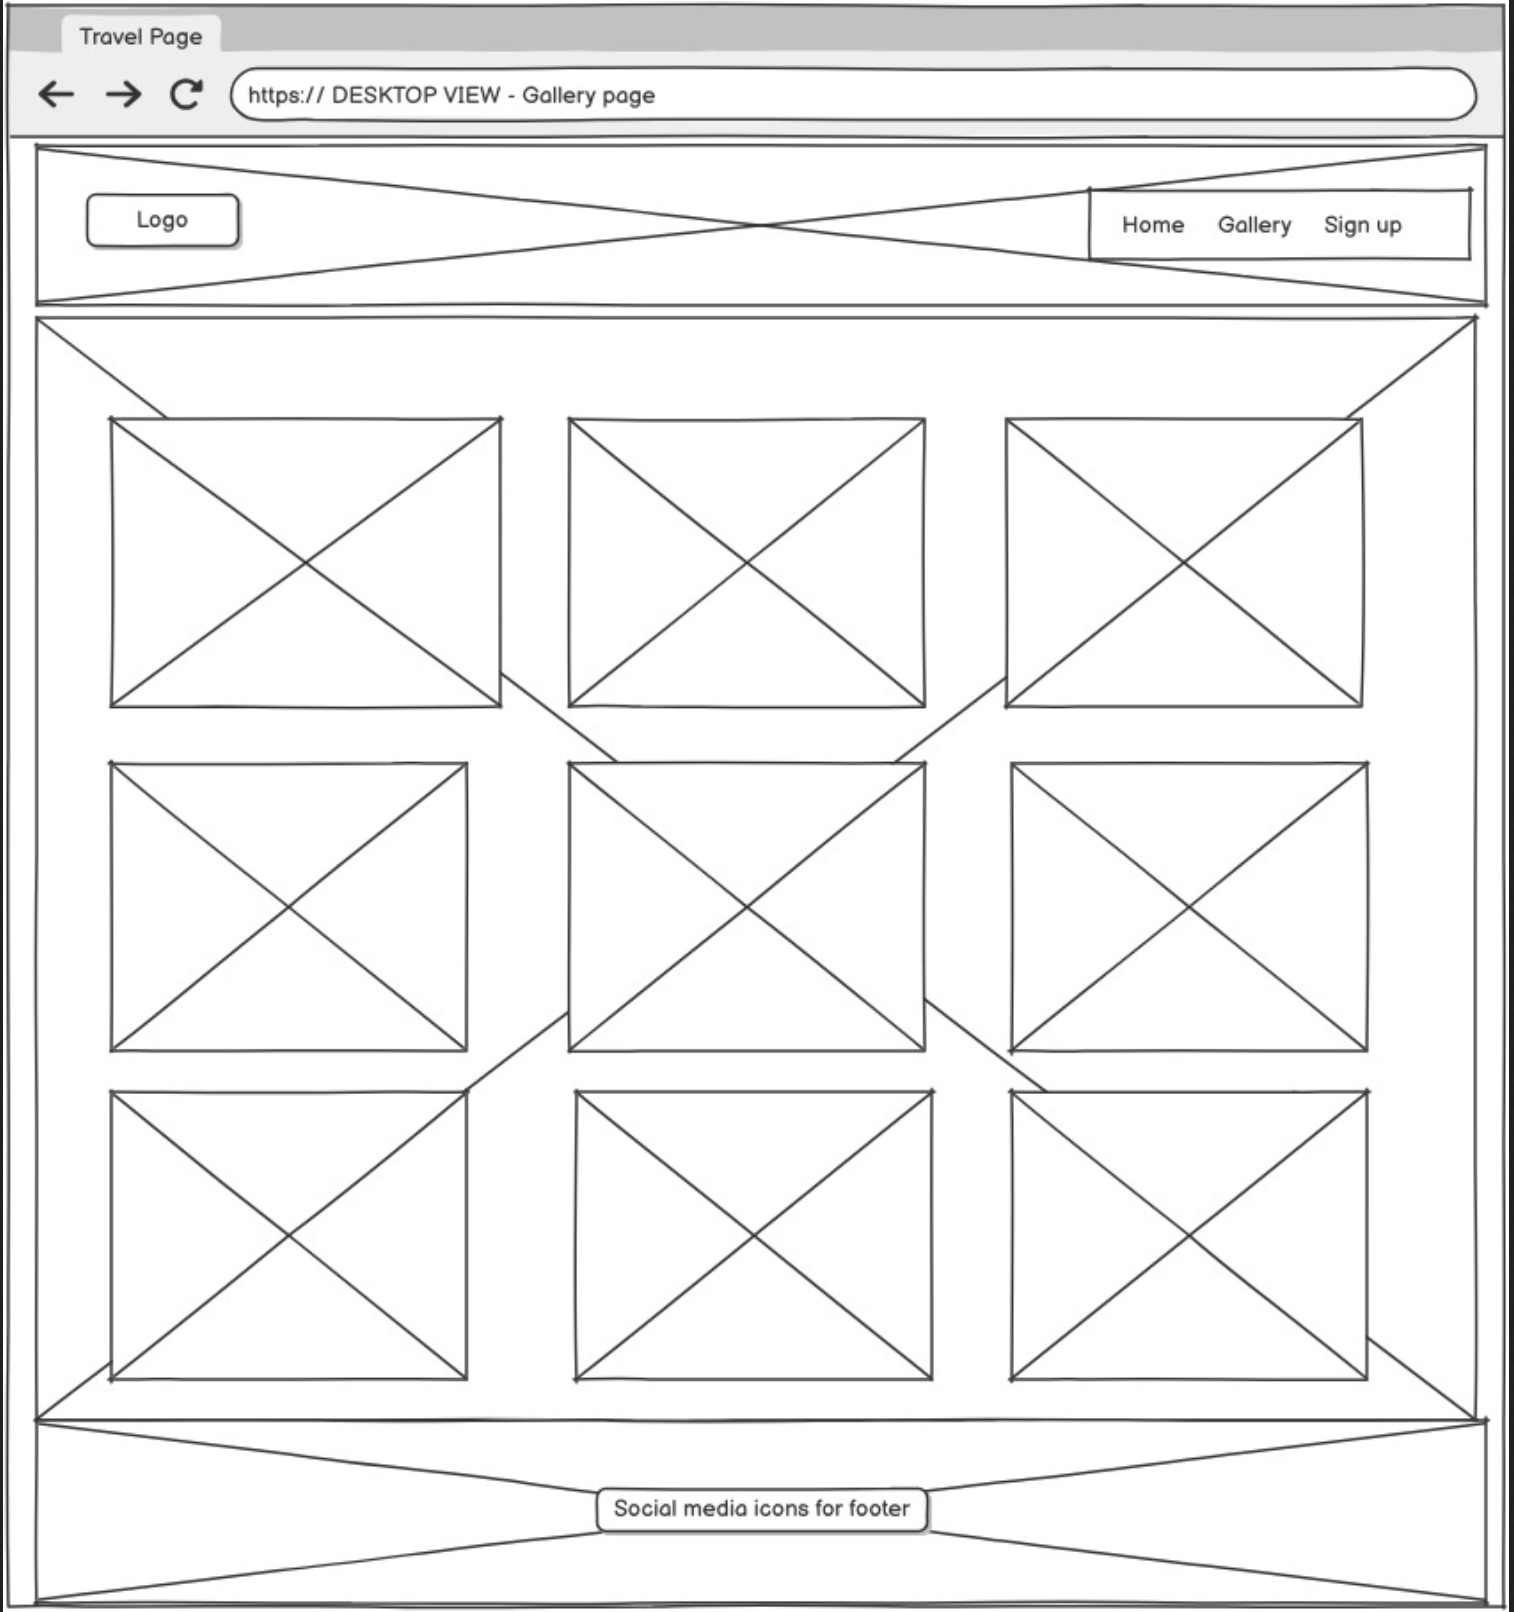 Travel Page
https:// DESKTOP VIEW - Gallery page
Logo
Home Gallery Sign up
Social media icons for footer